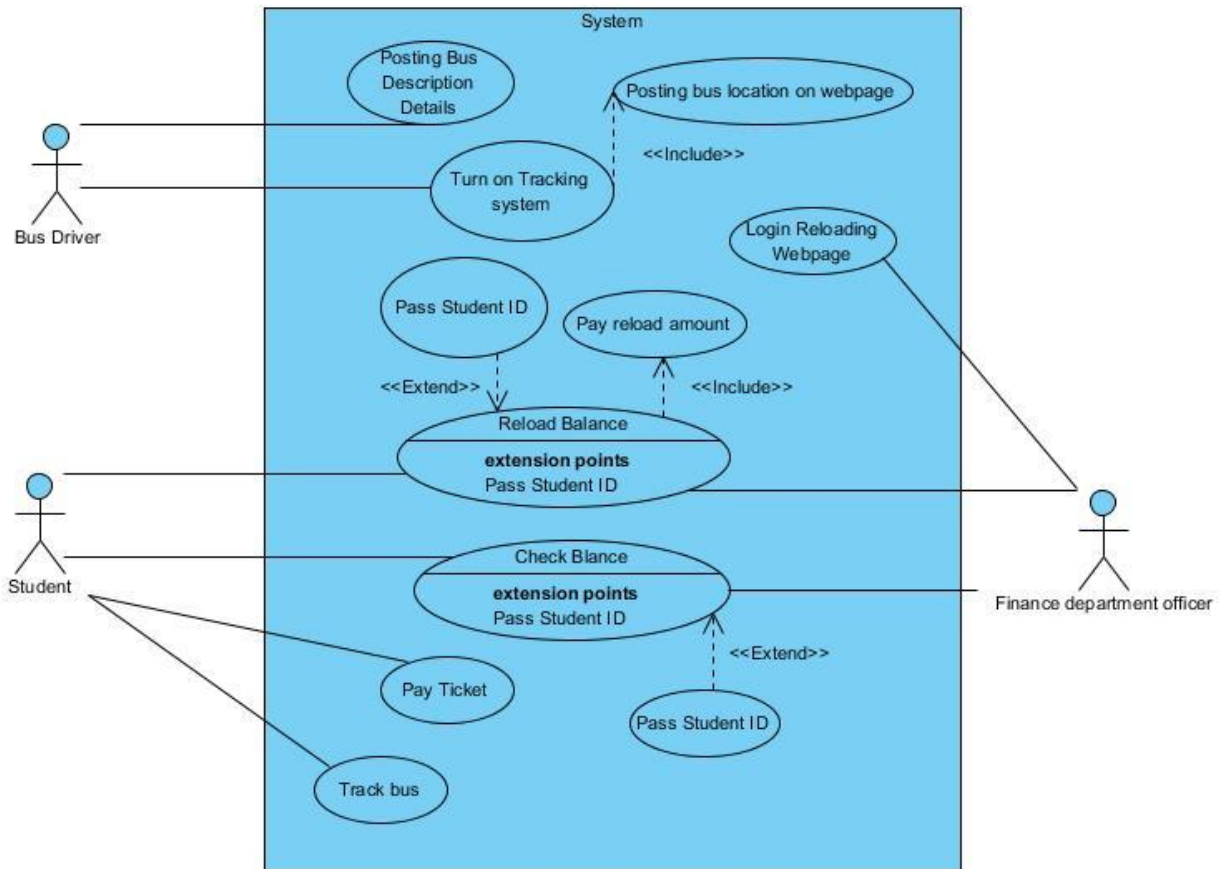 System
Posting Bus
Description
Details
Posting bus location on webpage
<<Include>>
Turn on Tracking
system
Bus Driver
Login Reloading
Webpage
Pass Student ID
Pay reload amount
<<Extend>>
<<Include>>
Reload Balance
extension points
Pass Student ID
Check Blance
extension points
Pass Student ID
Student
Finance department officer
<<Extend>>
Pay Ticket
Pass Student ID
Track bus